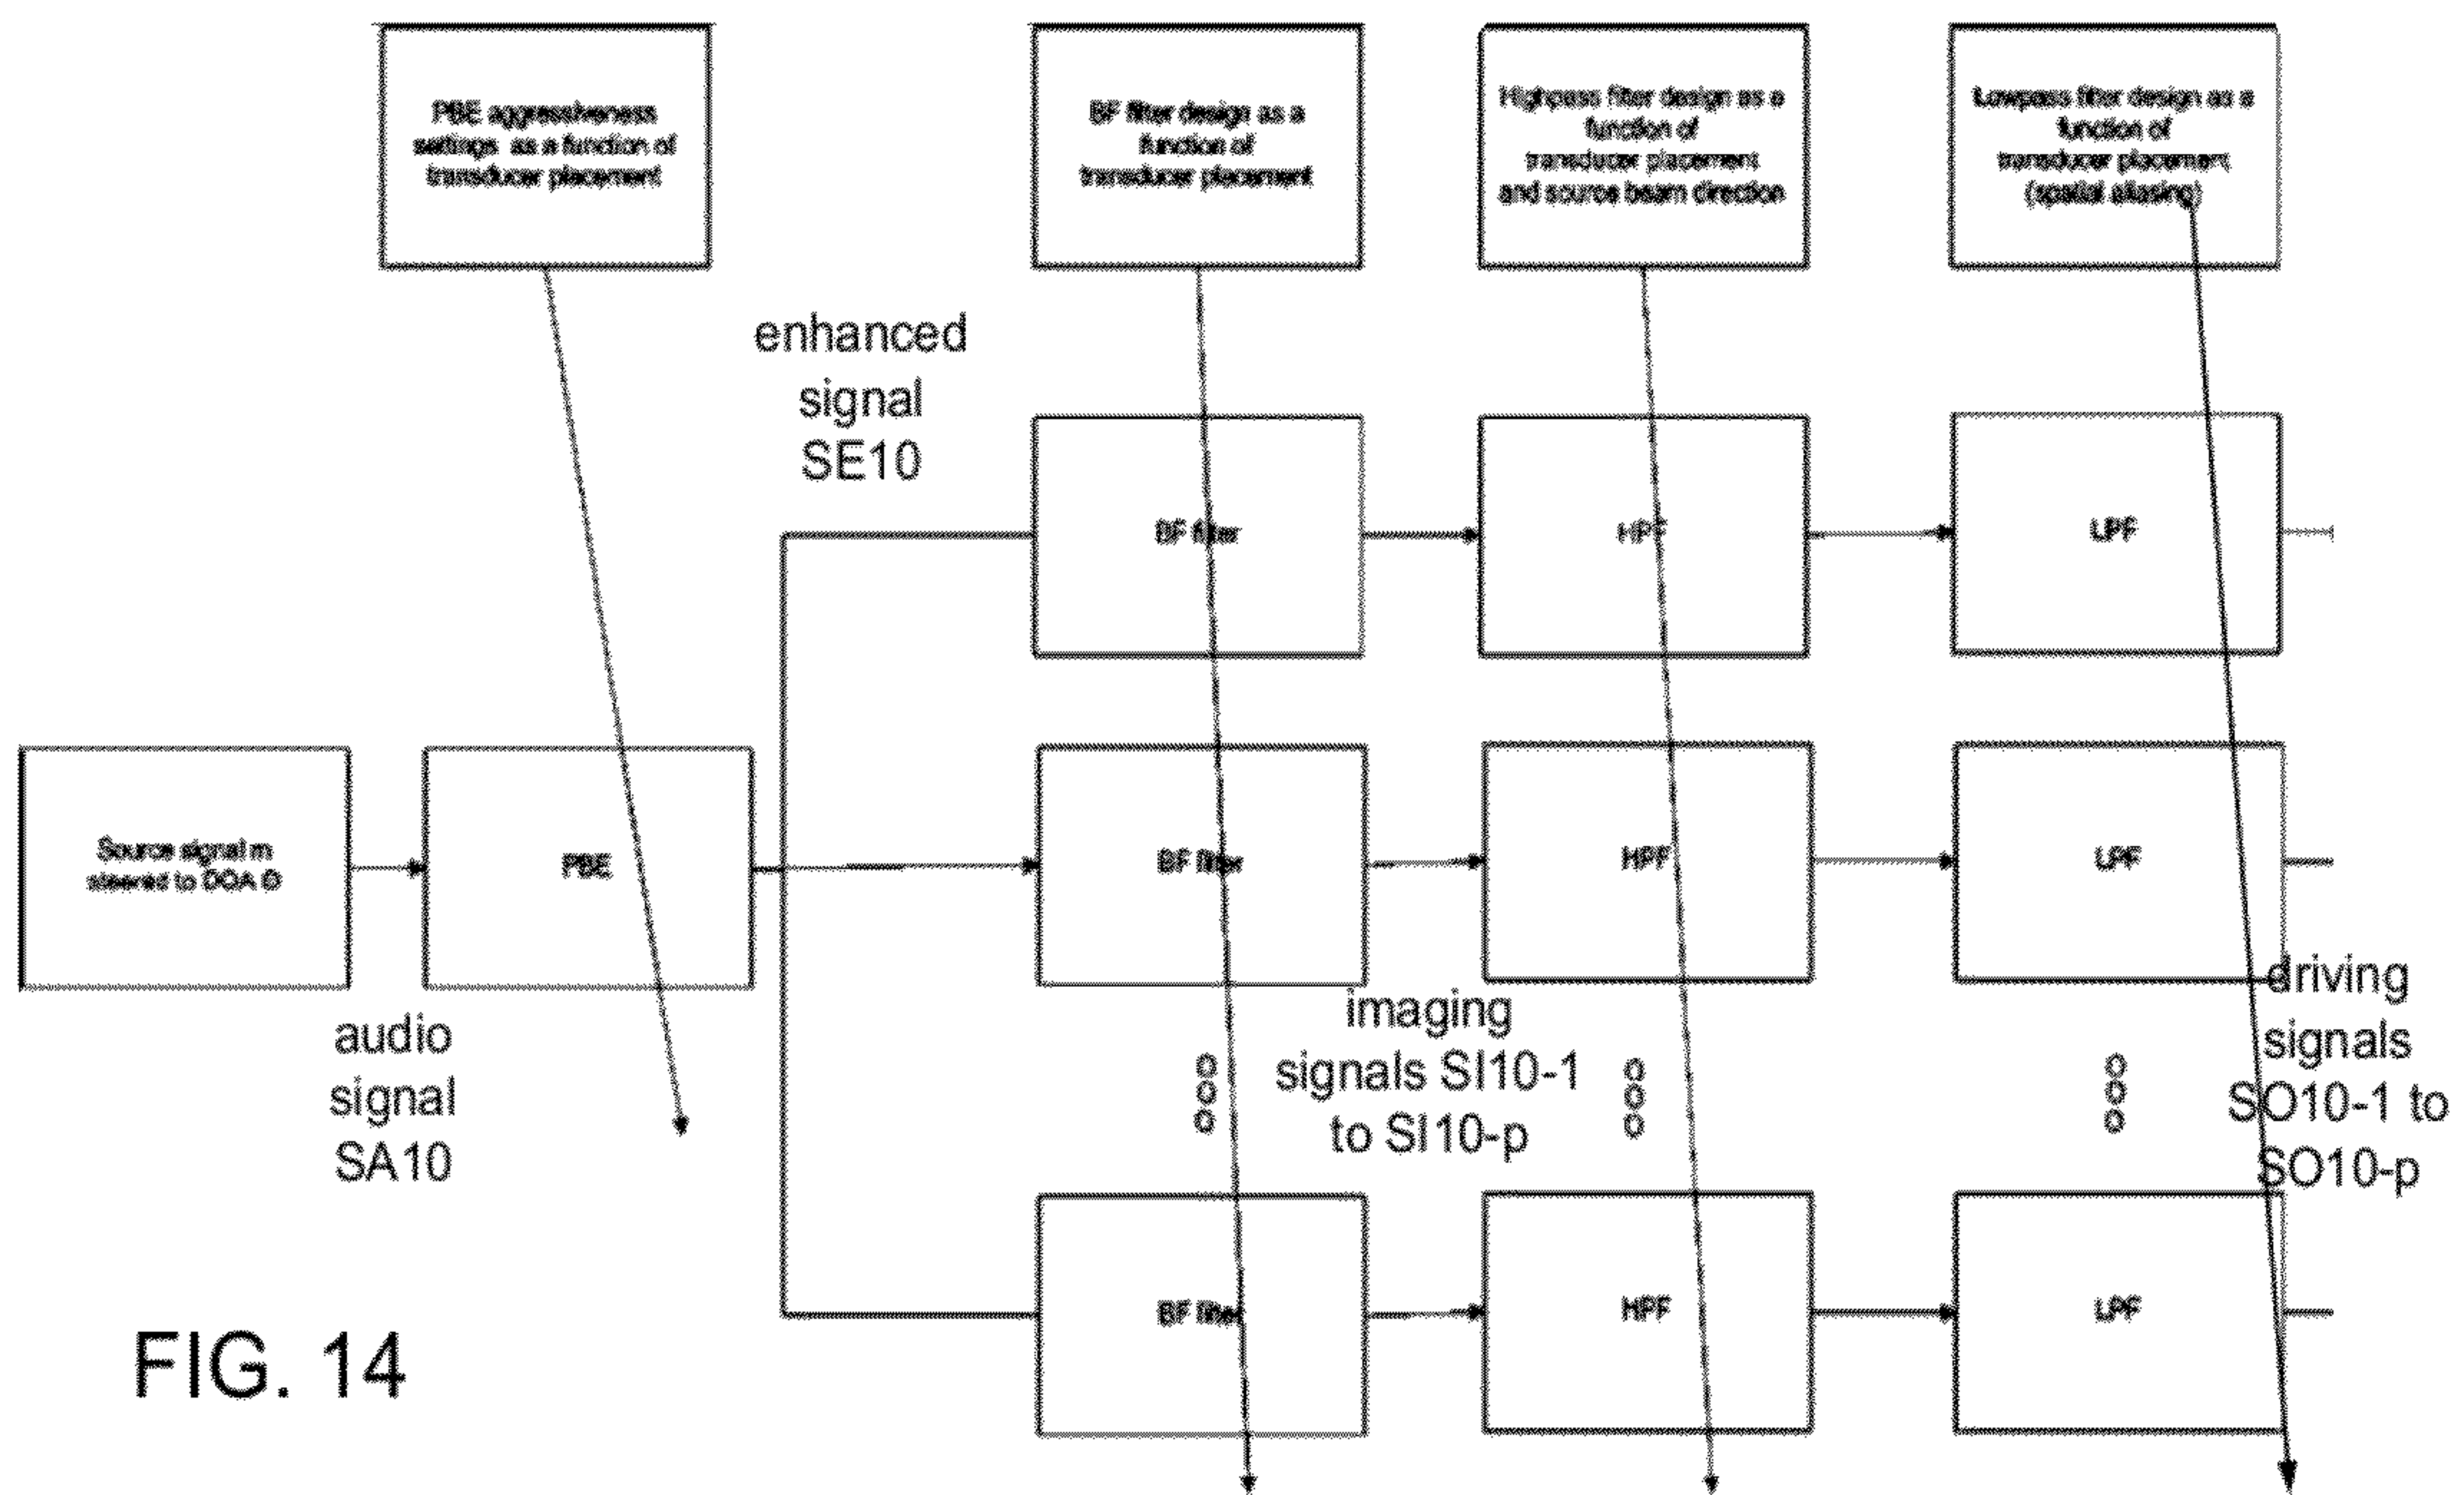 PBE aggressiveness
settings as a function of
transducer placement
BF filter design as a
function of
transducer placement
Highpass filter design as a
function of
transducer placement
and source beam direction
Lowpass filter design as a
function of
transducer placement
(spatial aliasing)
enhanced
signal
SE10
BF filter
HPF
LPF
Source signal m
steered to DOA D
PBE
BF filter
HPF
LPF
audio
signal
SA10
imaging
signals SI10-1
to SI10-p
driving
signals
SO10-1 to
SO10-p
BF filter
HPF
LPF
FIG. 14